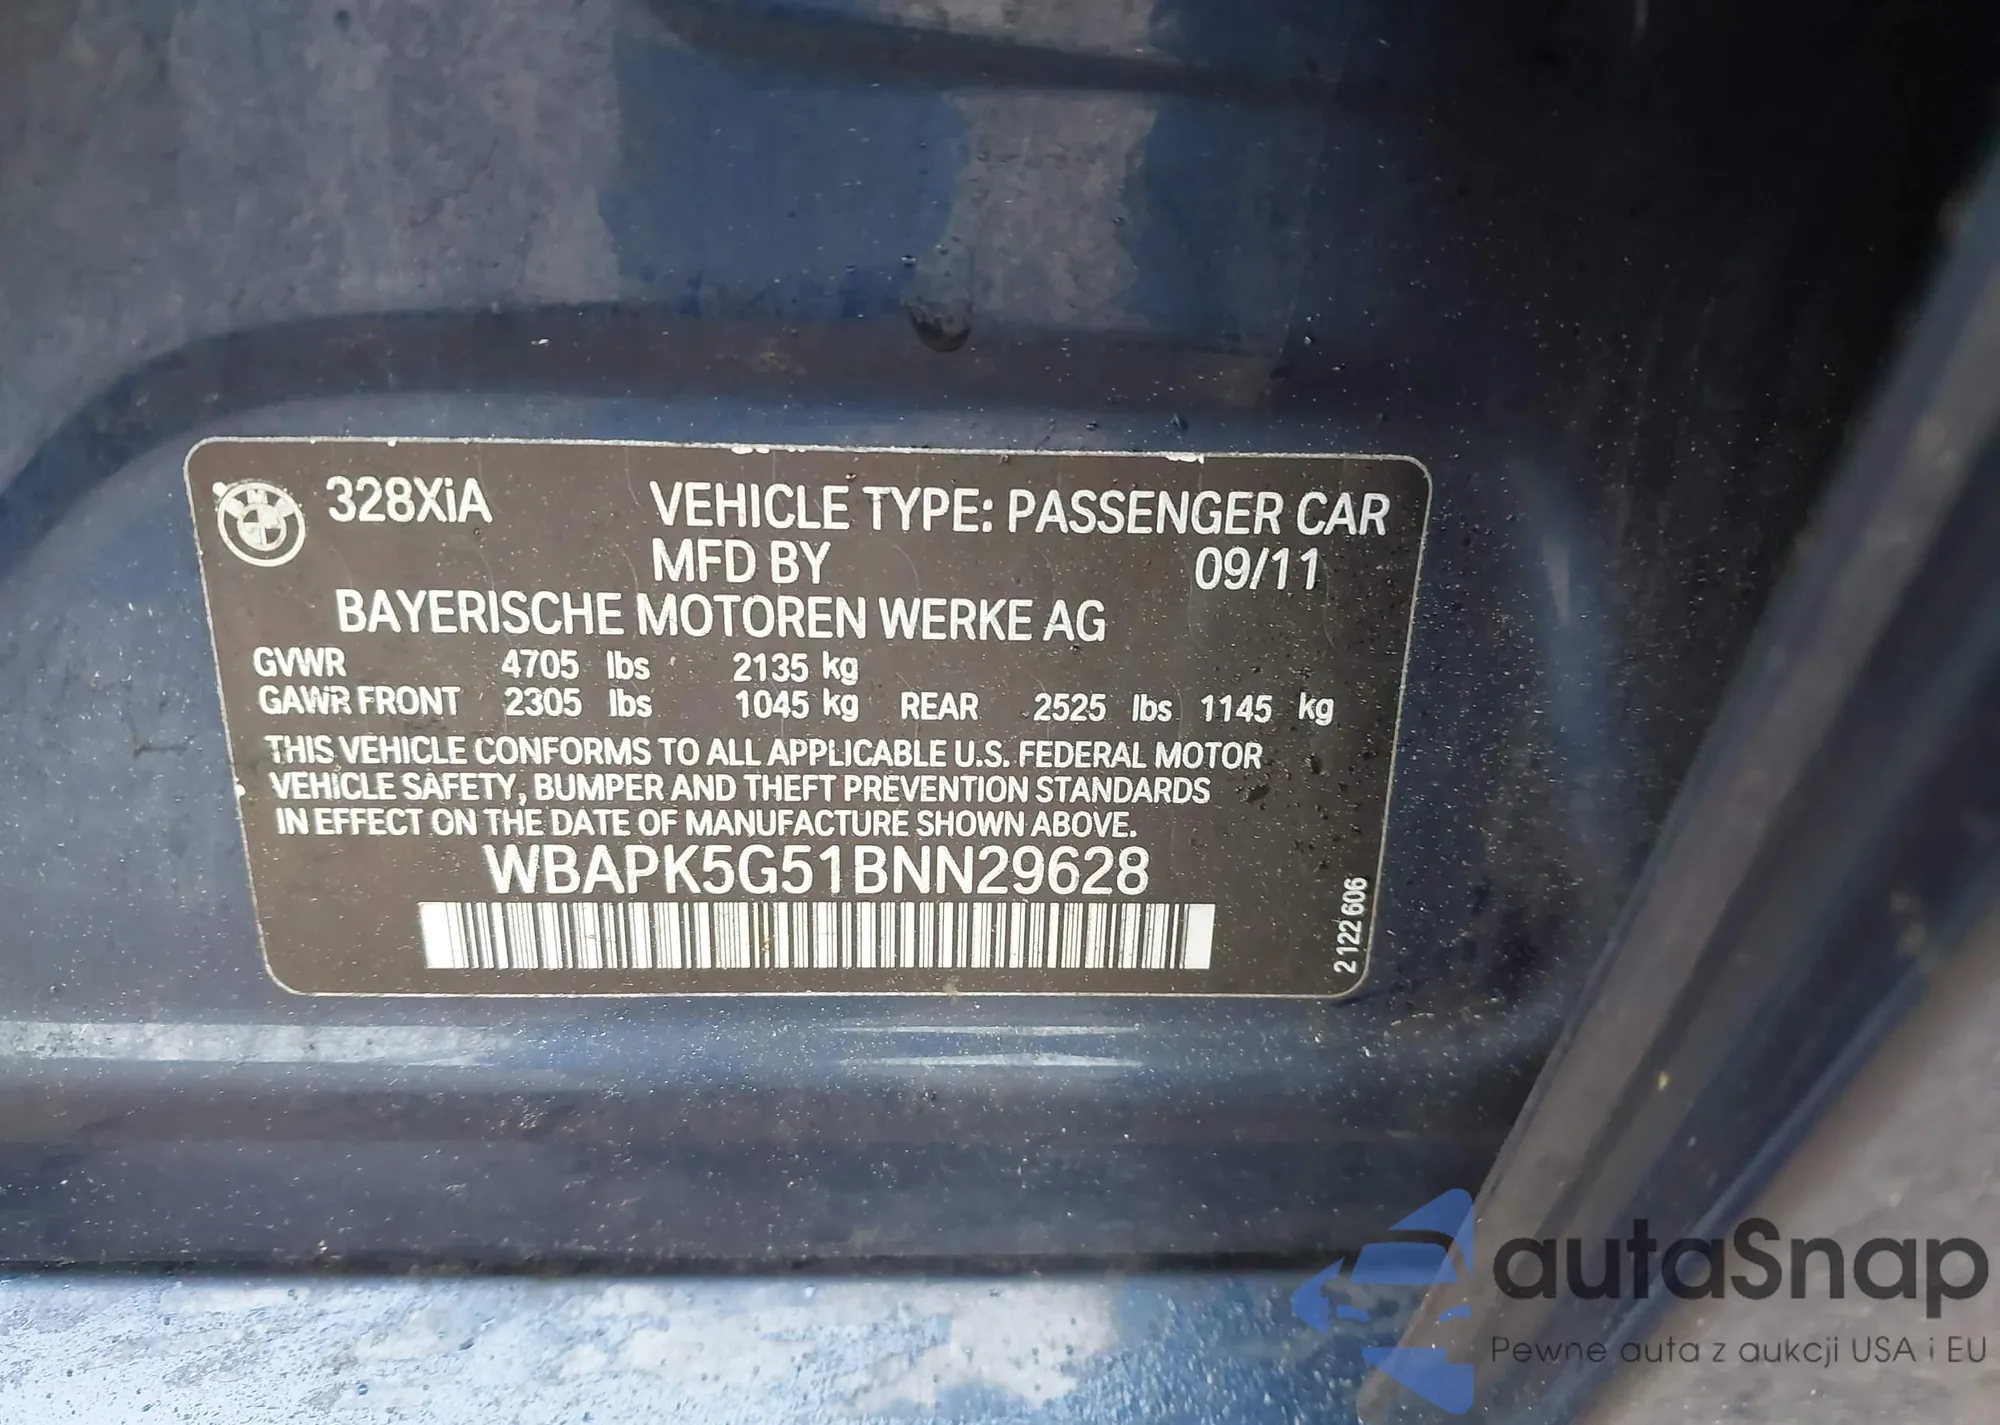 328XiA VEHICLE TYPE: PASSENGER CAR
MFD BY 09/11
BAYERISCHE MOTOREN WERKE AG
GVWR 4705 lbs 2135 kg
GAWR FRONT 2305 lbs 1045 kg REAR 2525 lbs 1145 kg
THIS VEHICLE CONFORMS TO ALL APPLICABLE U.S. FEDERAL MOTOR
VEHICLE SAFETY, BUMPER AND THEFT PREVENTION STANDARDS
IN EFFECT ON THE DATE OF MANUFACTURE SHOWN ABOVE.
WBAPK5G51BNN29628
2 122 606
autaSnap
Pewne auta z aukcji USA i EU